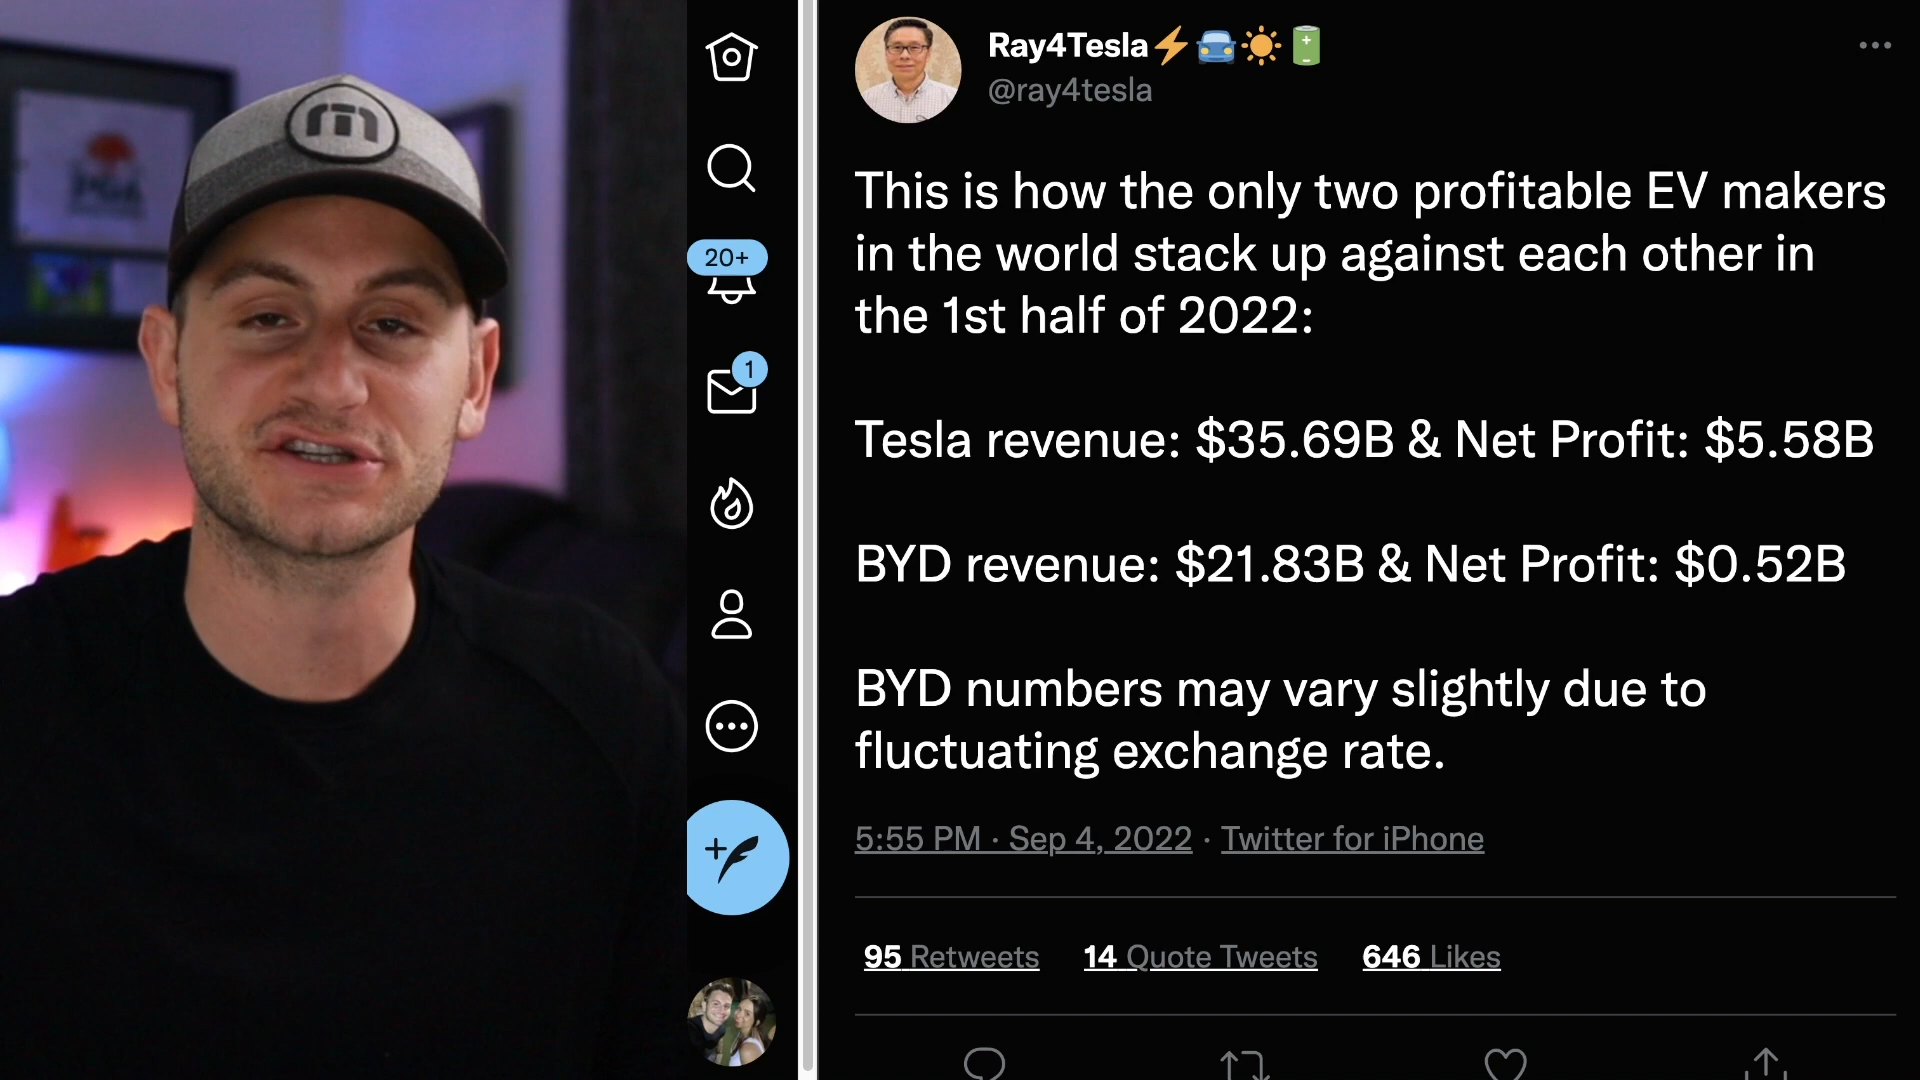 PGA
20+
1
Ray4Tesla⚡🚙☀️🔋
@ray4tesla
This is how the only two profitable EV makers
in the world stack up against each other in
the 1st half of 2022:
Tesla revenue: $35.69B & Net Profit: $5.58B
BYD revenue: $21.83B & Net Profit: $0.52B
BYD numbers may vary slightly due to
fluctuating exchange rate.
5:55 PM · Sep 4, 2022 · Twitter for iPhone
95 Retweets 14 Quote Tweets 646 Likes